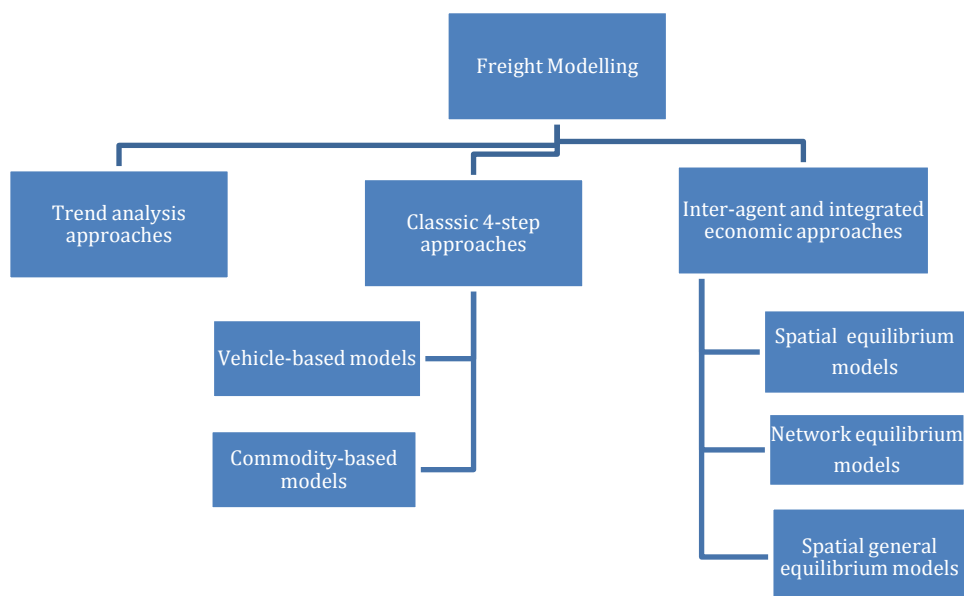 Freight Modelling
Trend analysis
approaches
Classsic 4-step
approaches
Inter-agent and integrated
economic approaches
Vehicle-based models
Commodity-based
models
Spatial equilibrium
models
Network equilibrium
models
Spatial general
equilibrium models